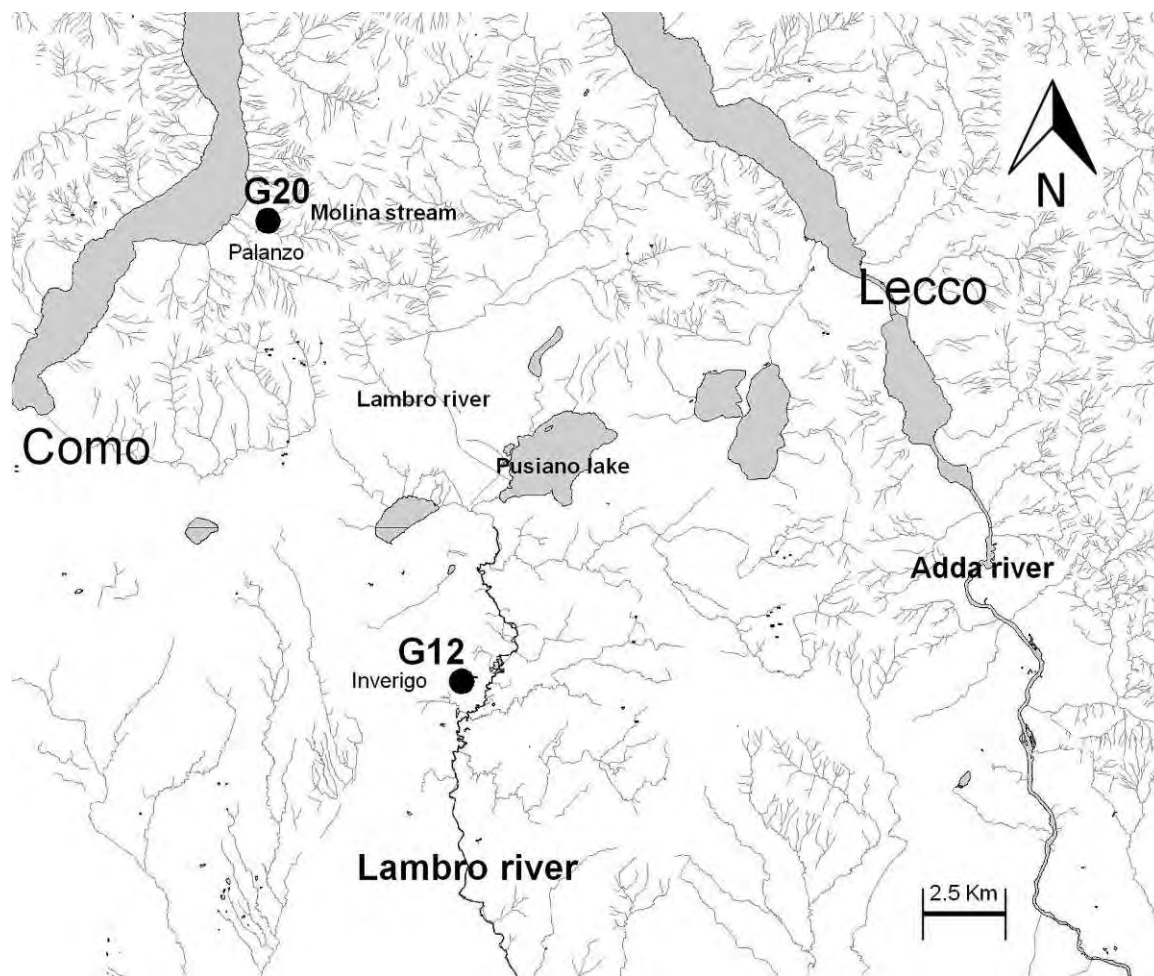 G20
Molina stream
Palanzo
N
Lecco
Lambro river
Como
Pusiano lake
Adda river
G12
Inverigo
Lambro river
2.5 Km